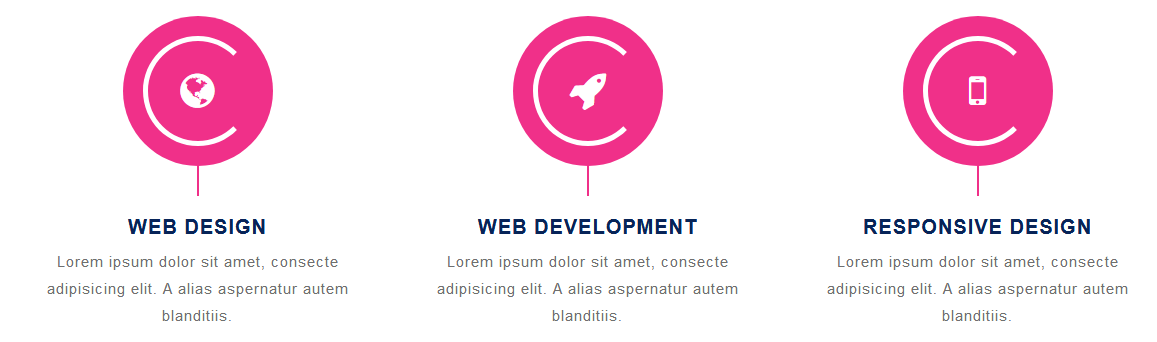 WEB DESIGN
Lorem ipsum dolor sit amet, consecte
adipisicing elit. A alias aspernatur autem
blanditiis.
WEB DEVELOPMENT
Lorem ipsum dolor sit amet, consecte
adipisicing elit. A alias aspernatur autem
blanditiis.
RESPONSIVE DESIGN
Lorem ipsum dolor sit amet, consecte
adipisicing elit. A alias aspernatur autem
blanditiis.